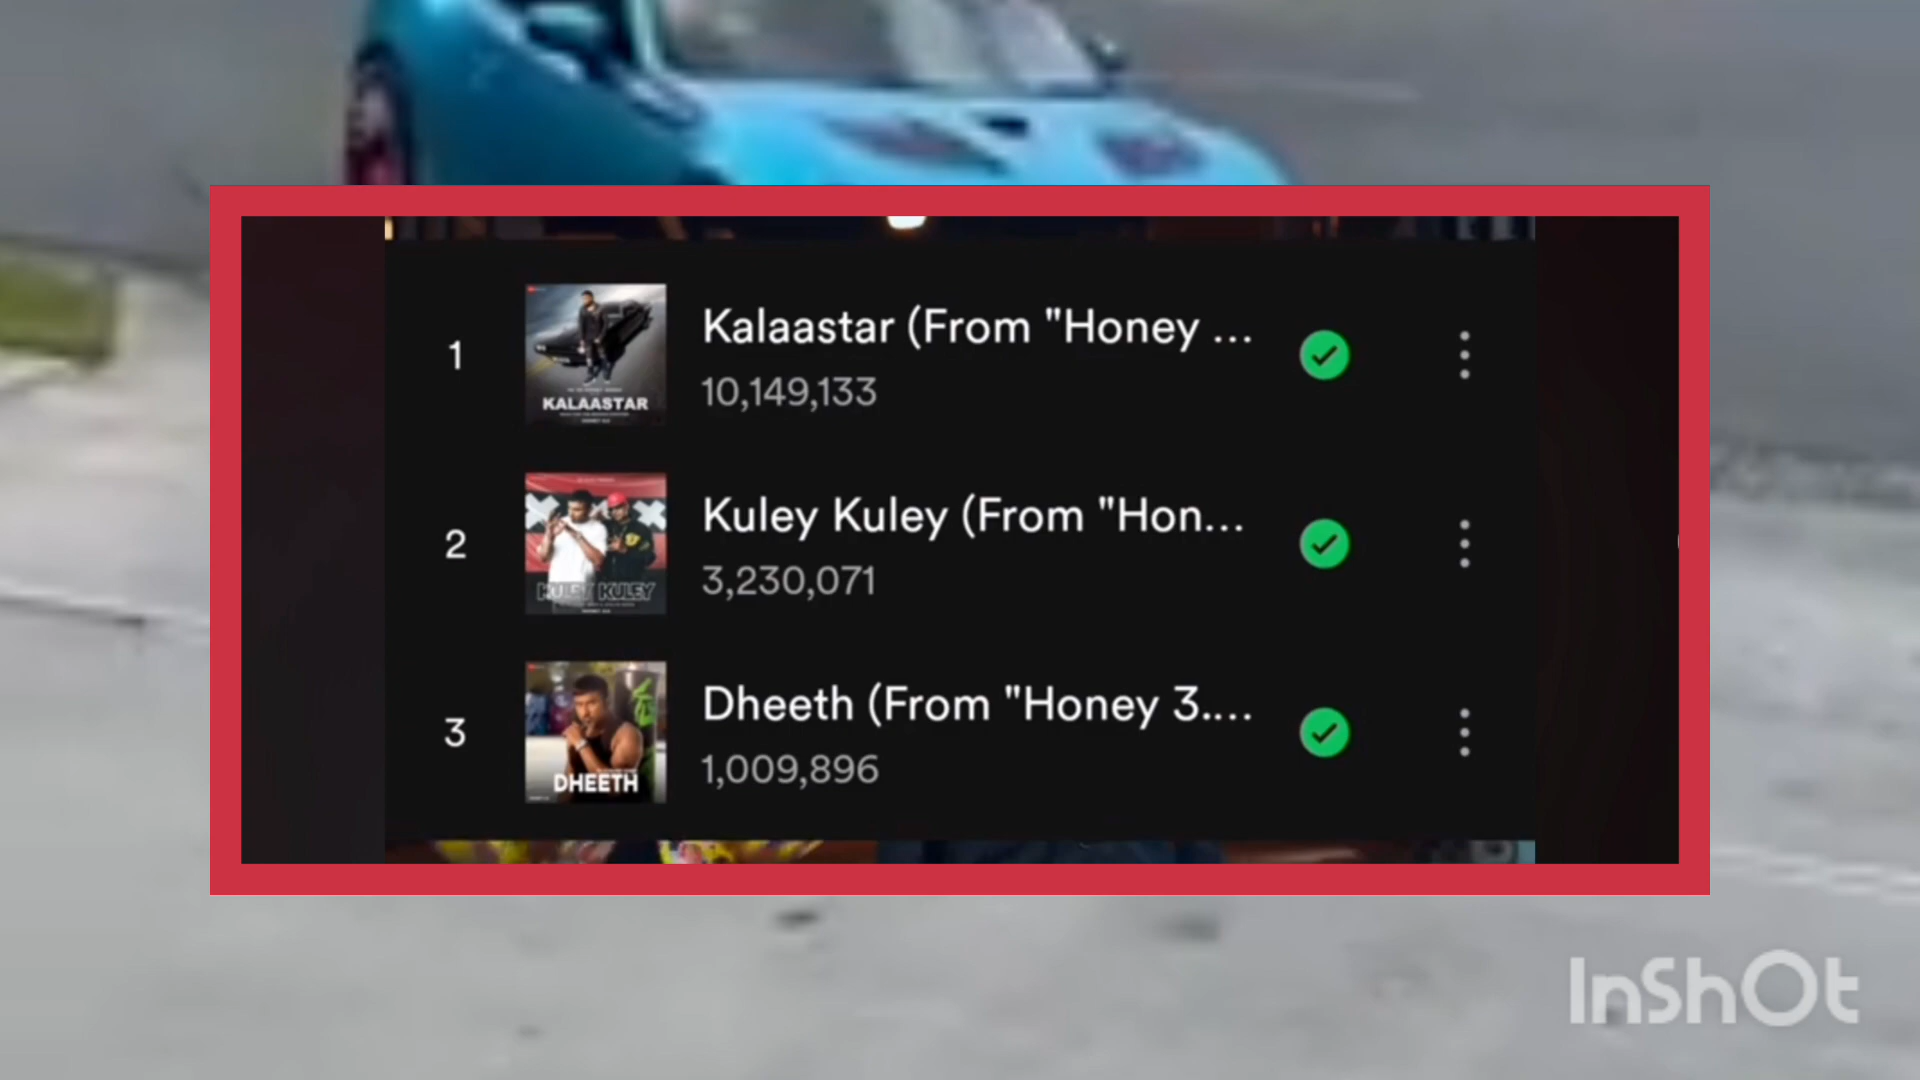 1
KALAASTAR
Kalaastar (From "Honey ...
10,149,133
2
KULEY KULEY
Kuley Kuley (From "Hon...
3,230,071
3
DHEETH
Dheeth (From "Honey 3....
1,009,896
InShOt